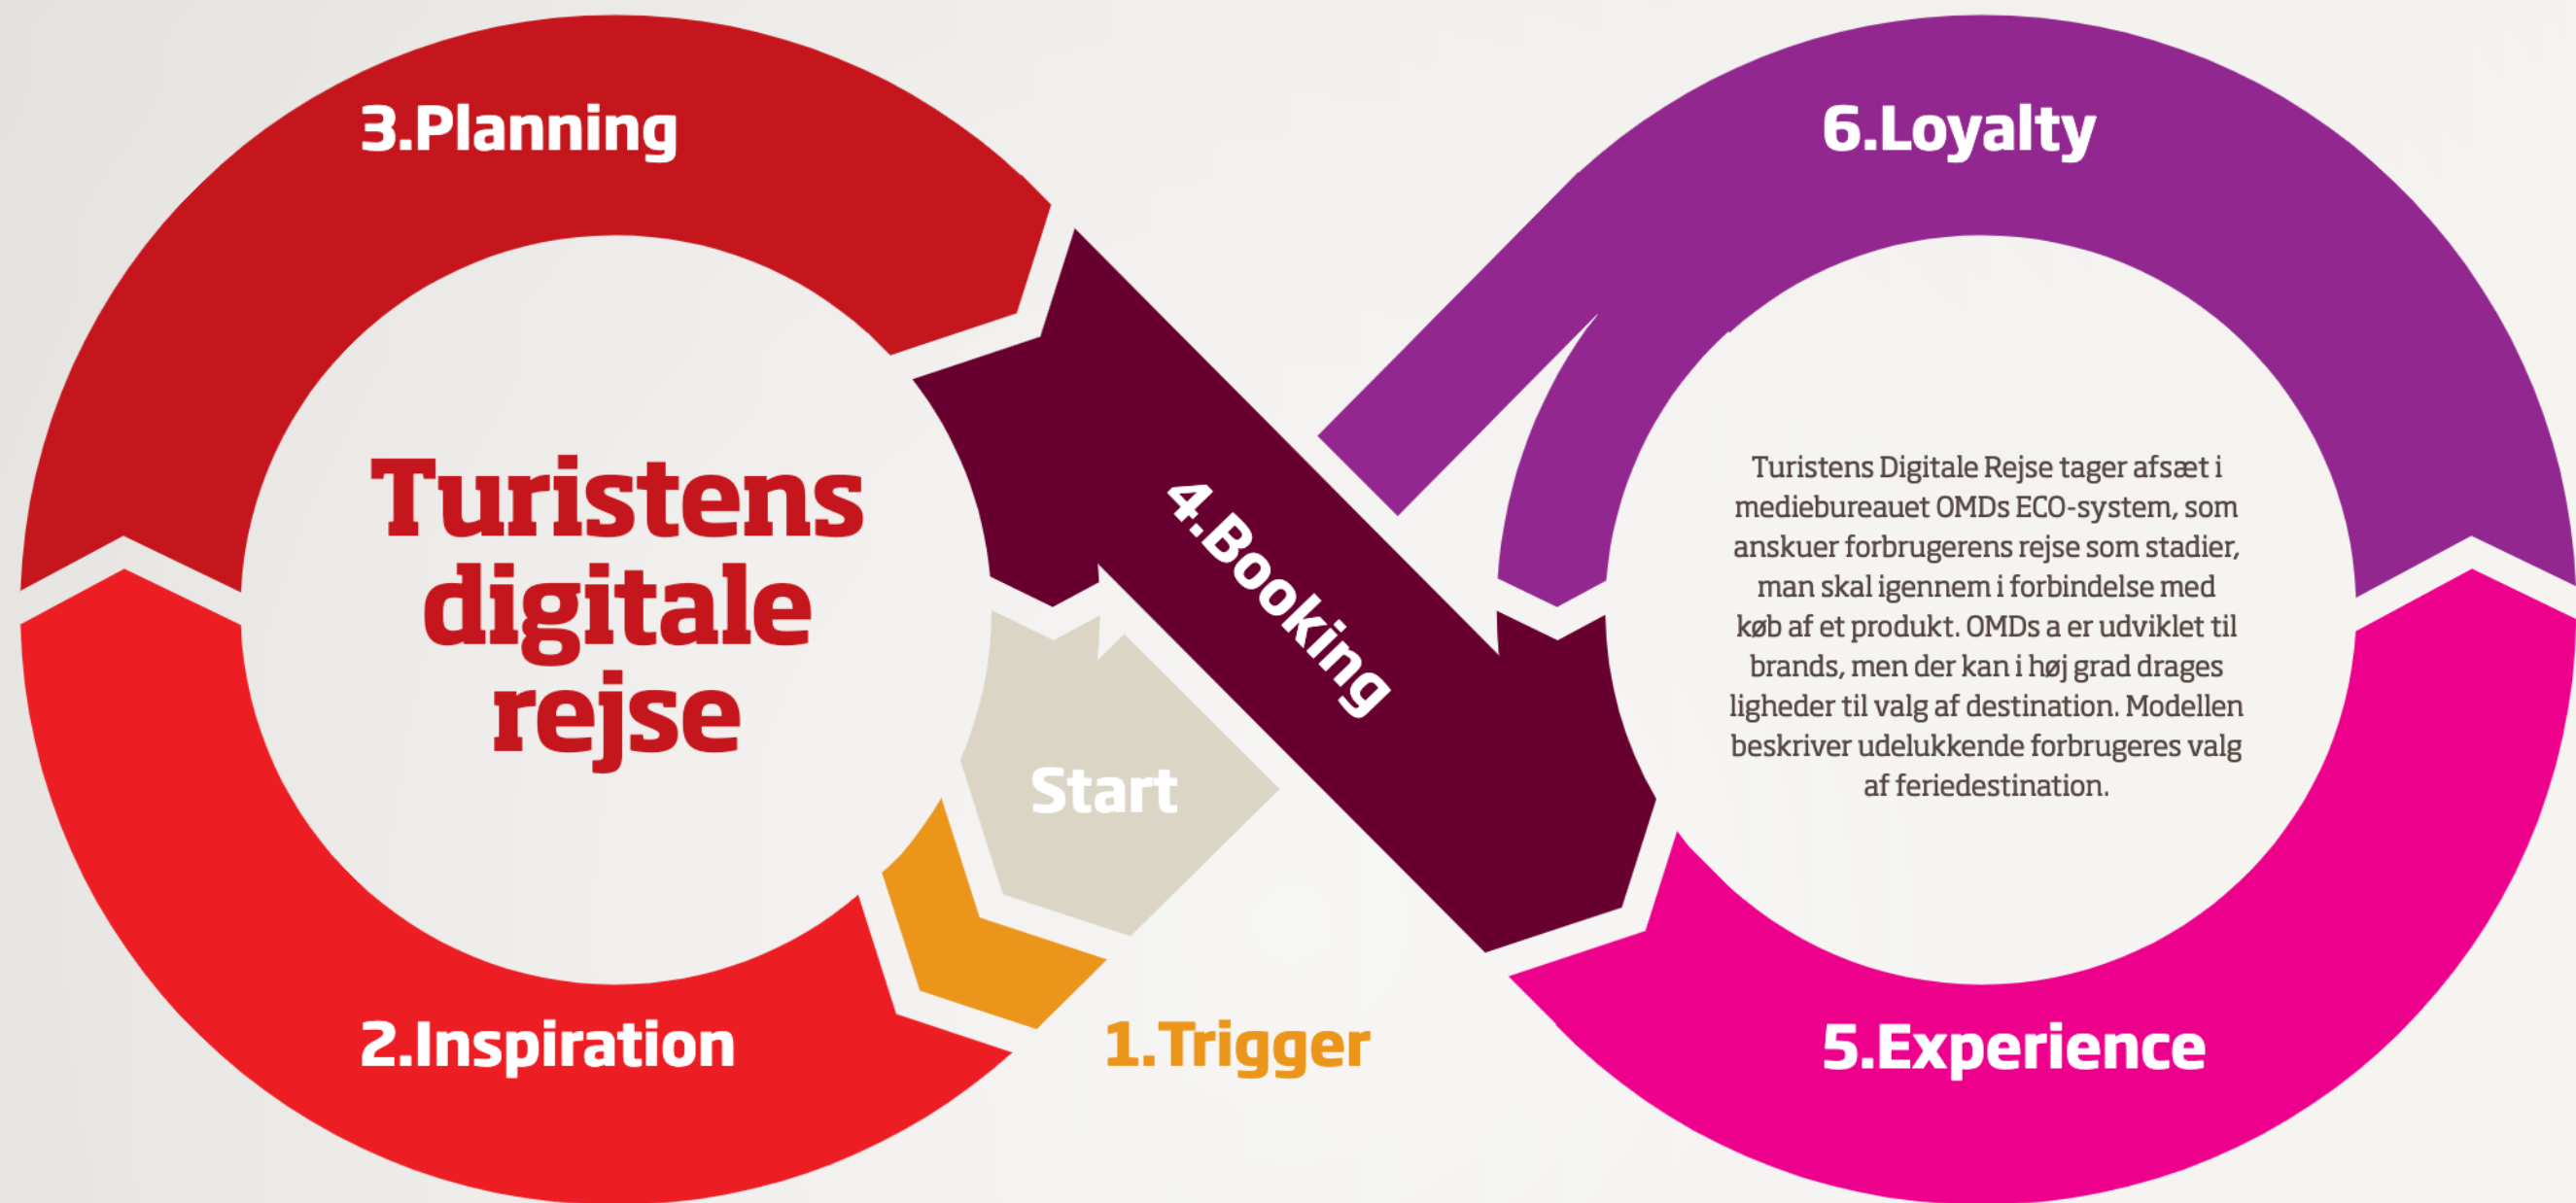 3.Planning
6.Loyalty
Turistens
digitale
rejse
4.Booking
Turistens Digitale Rejse tager afsæt i
mediebureauet OMDs ECO-system, som
anskuer forbrugerens rejse som stadier,
man skal igennem i forbindelse med
køb af et produkt. OMDs a er udviklet til
brands, men der kan i høj grad drages
ligheder til valg af destination. Modellen
beskriver udelukkende forbrugeres valg
af feriedestination.
Start
2.Inspiration
1.Trigger
5.Experience